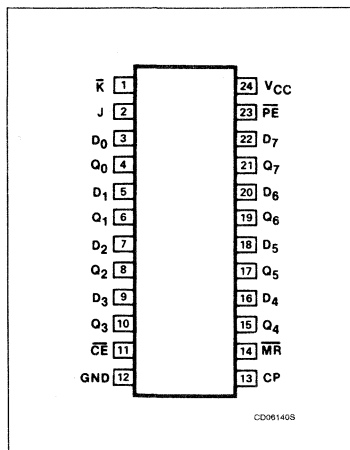 K̅ 1 24 VCC
J 2 23 P̅E̅
D0 3 22 D7
Q0 4 21 Q7
D1 5 20 D6
Q1 6 19 Q6
D2 7 18 D5
Q2 8 17 Q5
D3 9 16 D4
Q3 10 15 Q4
C̅E̅ 11 14 M̅R̅
GND 12 13 CP
CD06140S